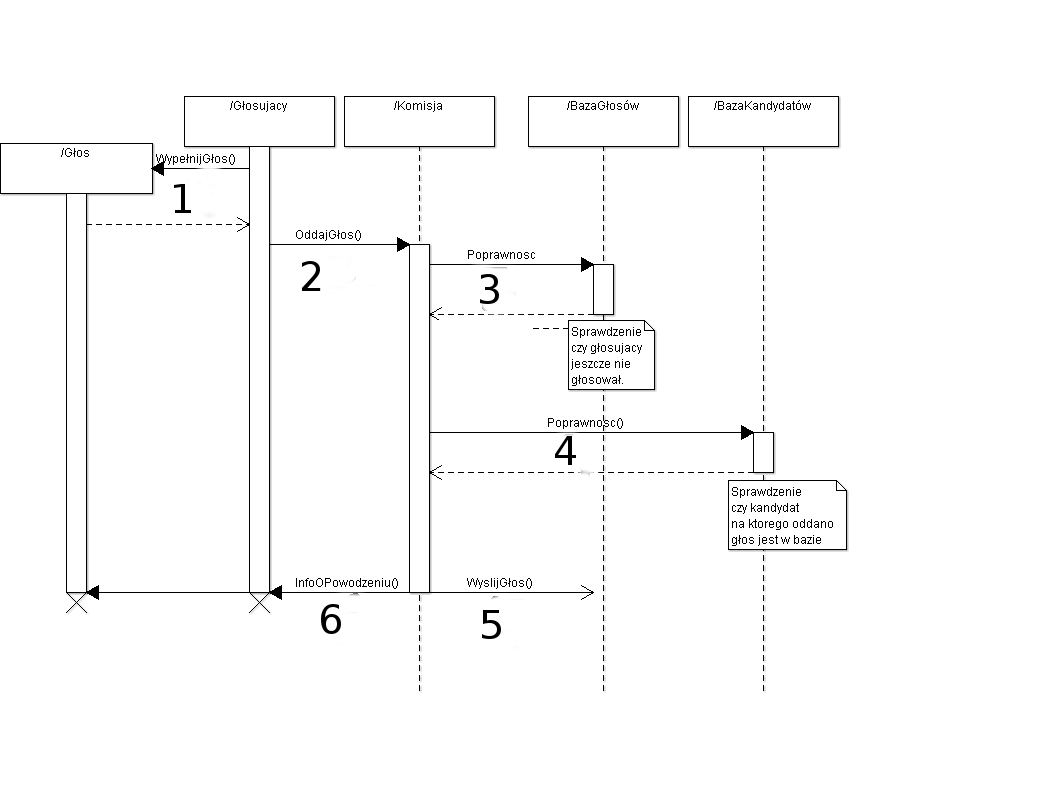 /Głosujacy
/Komisja
/BazaGłosów
/BazaKandydatów
/Głos
WypełnijGłos()
1
OddajGłos()
2
Poprawnosc
3
Sprawdzenie
czy głosujacy
jeszcze nie
głosował.
Poprawnosc()
4
Sprawdzenie
czy kandydat
na ktorego oddano
głos jest w bazie
InfoOPowodzeniu()
WyslijGłos()
6
5